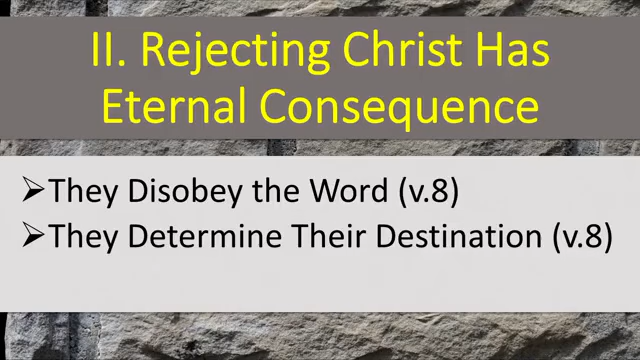 II. Rejecting Christ Has
Eternal Consequence
➢They Disobey the Word (v.8)
➢They Determine Their Destination (v.8)